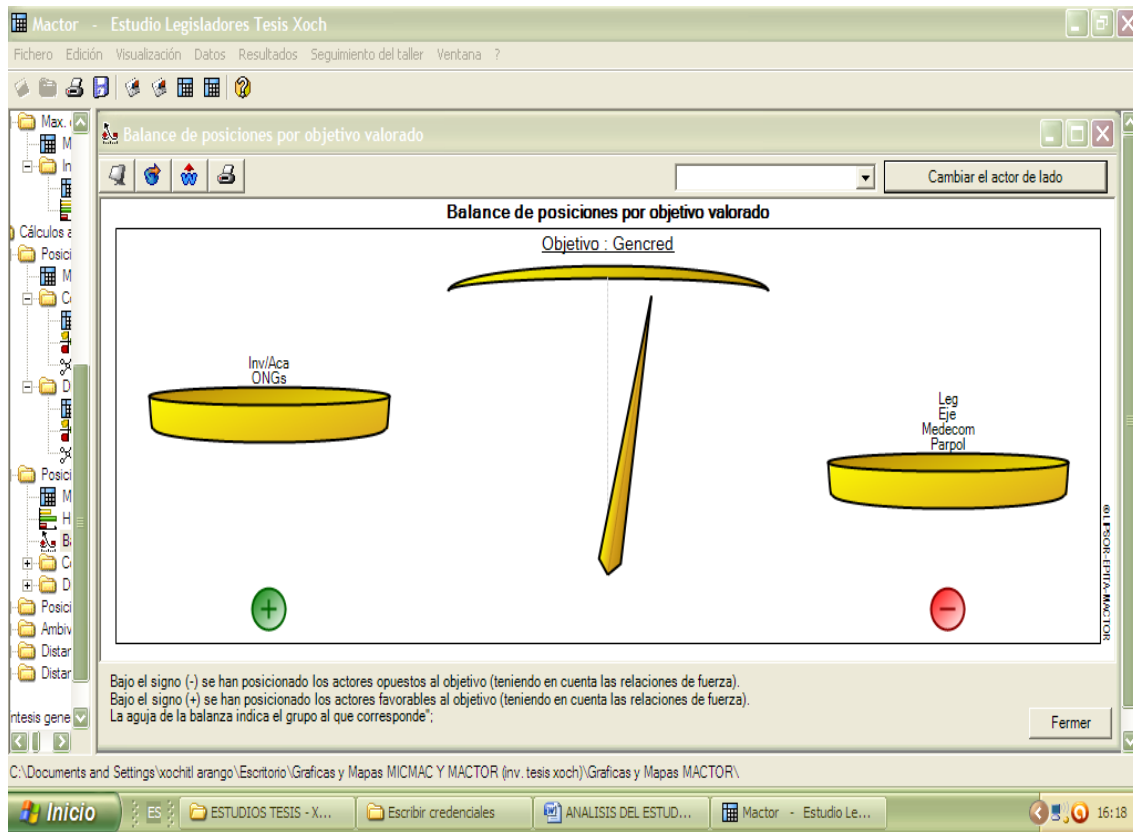 Mactor - Estudio Legisladores Tesis Xoch
Fichero Edición Visualización Datos Resultados Seguimiento del taller Ventana ?
Max.
M
In
Cálculos a
Posici
M
C
D
Posici
M
H
B
C
D
Posici
Ambiv
Distar
Distar
ntesis gene
Balance de posiciones por objetivo valorado
Cambiar el actor de lado
Balance de posiciones por objetivo valorado
Objetivo : Gencred
Inv/Aca
ONGs
Leg
Eje
Medecom
Parpol
+
-
©LIPSOR-EPITA-MACTOR
Bajo el signo (-) se han posicionado los actores opuestos al objetivo (teniendo en cuenta las relaciones de fuerza).
Bajo el signo (+) se han posicionado los actores favorables al objetivo (teniendo en cuenta las relaciones de fuerza).
La aguja de la balanza indica el grupo al que corresponde";
Fermer
C:\Documents and Settings\xochitl arango\Escritorio\Graficas y Mapas MICMAC Y MACTOR (inv. tesis xoch)\Graficas y Mapas MACTOR\
Inicio
ES
ESTUDIOS TESIS - X...
Escribir credenciales
ANALISIS DEL ESTUD...
Mactor - Estudio Le...
16:18